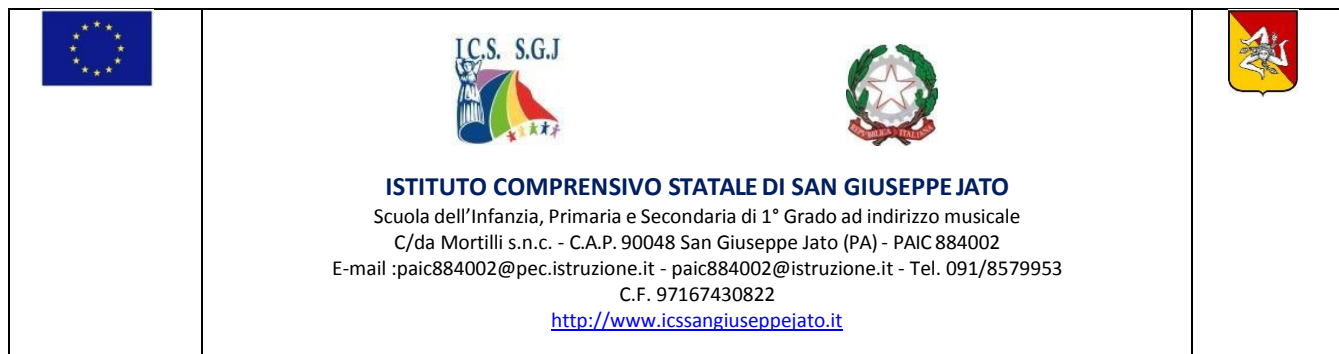 I.C.S. S.G.J
REPVBBLICA ITALIANA
ISTITUTO COMPRENSIVO STATALE DI SAN GIUSEPPE JATO
Scuola dell’Infanzia, Primaria e Secondaria di 1° Grado ad indirizzo musicale
C/da Mortilli s.n.c. - C.A.P. 90048 San Giuseppe Jato (PA) - PAIC 884002
E-mail :paic884002@pec.istruzione.it - paic884002@istruzione.it - Tel. 091/8579953
C.F. 97167430822
http://www.icssangiuseppejato.it